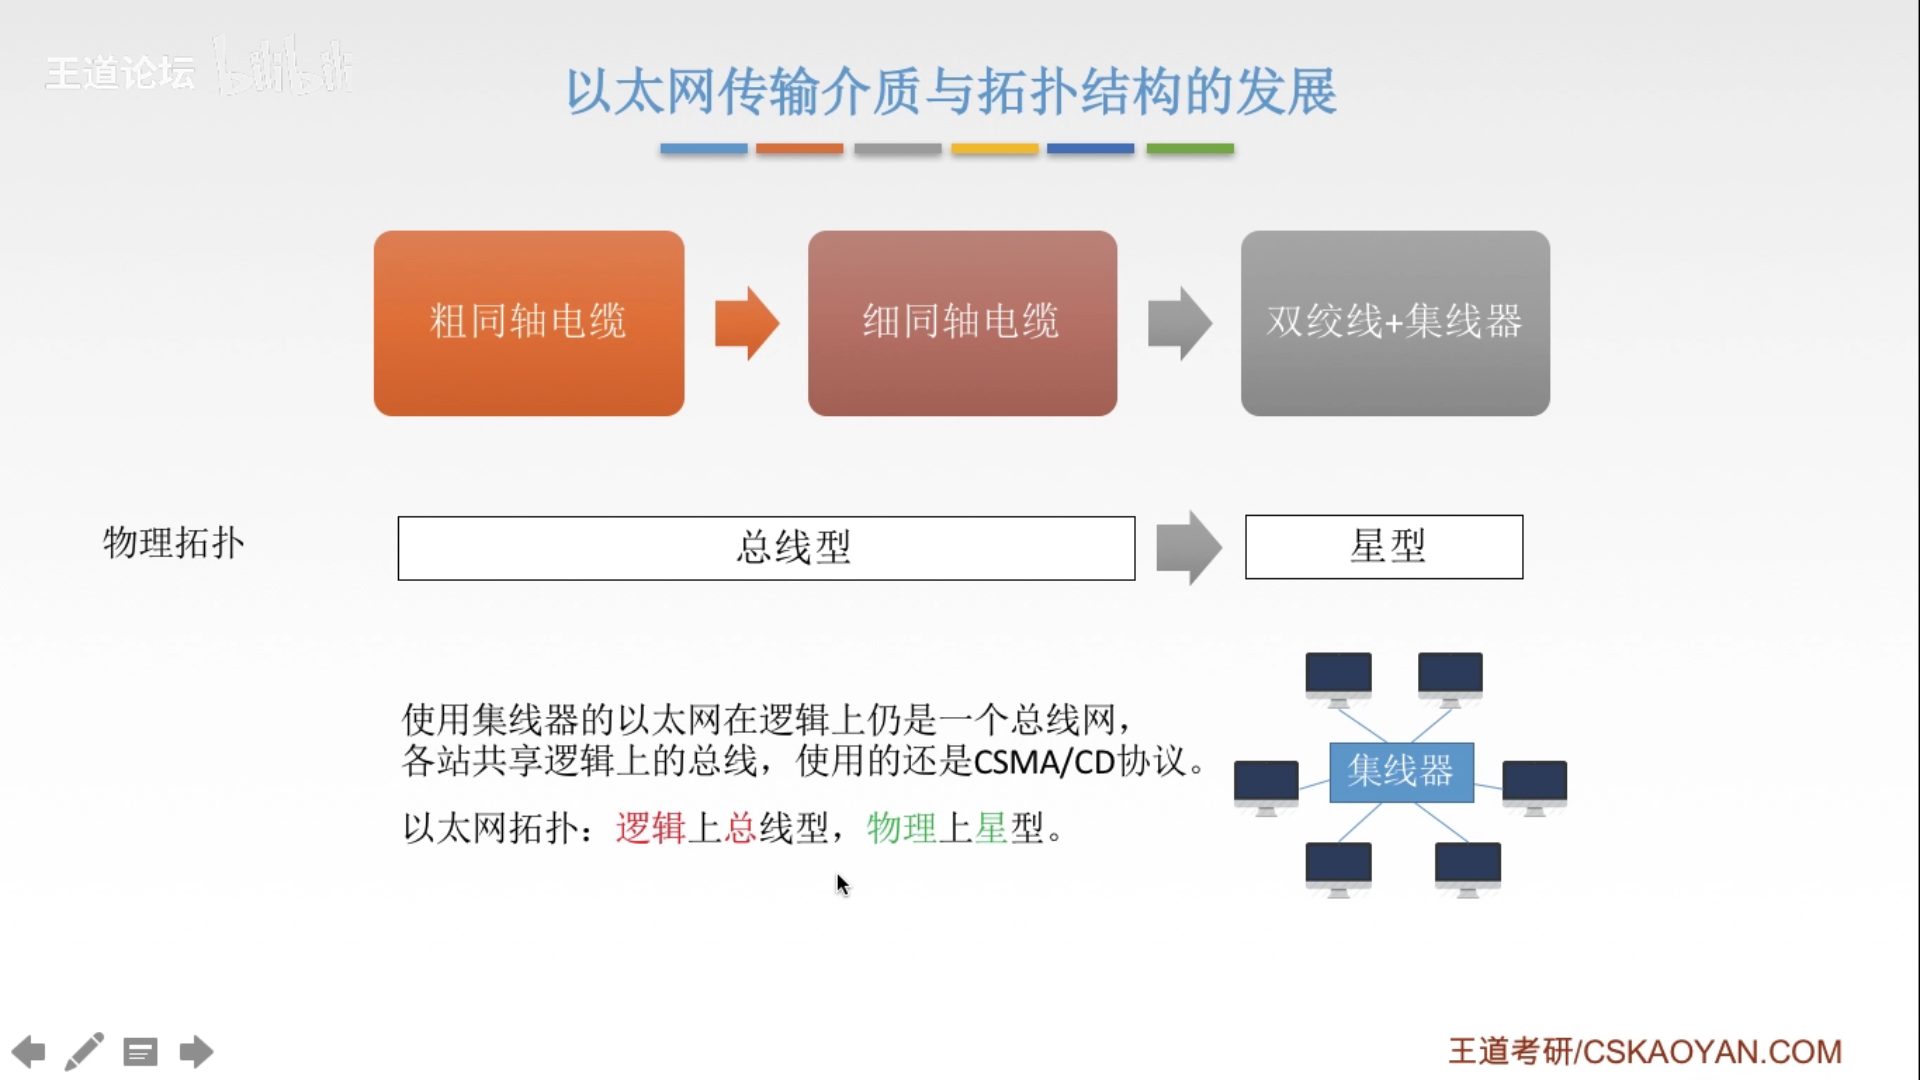 王道论坛 bilibili
以太网传输介质与拓扑结构的发展
粗同轴电缆
细同轴电缆
双绞线+集线器
物理拓扑
总线型
星型
使用集线器的以太网在逻辑上仍是一个总线网，
各站共享逻辑上的总线，使用的还是CSMA/CD协议。
以太网拓扑：逻辑上总线型，物理上星型。
集线器
王道考研/CSKAOYAN.COM